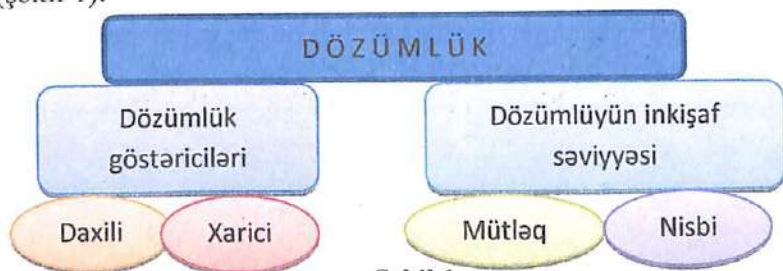 DÖZÜMLÜK
Dözümlük
göstəriciləri
Dözümlüyün inkişaf
səviyyəsi
Daxili
Xarici
Mütləq
Nisbi